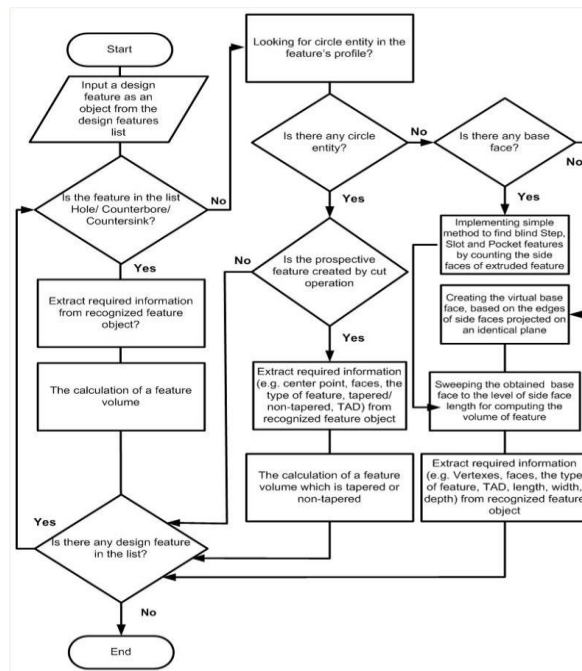 Start
Input a design
feature as an
object from the
design features
list
Is the feature in the list
Hole/ Counterbore/
Countersink?
No
Yes
Extract required information
from recognized feature
object?
The calculation of a feature
volume
Yes
Is there any design feature
in the list?
No
End
Looking for circle entity in the
feature's profile?
Is there any circle
entity?
No
Yes
No
Is the prospective
feature created by cut
operation
Yes
Extract required information
(e.g. center point, faces, the
type of feature, tapered/
non-tapered, TAD) from
recognized feature object
The calculation of a feature
volume which is tapered or
non-tapered
Is there any base
face?
No
Yes
Implementing simple
method to find blind Step,
Slot and Pocket features
by counting the side
faces of extruded feature
Creating the virtual base
face, based on the edges
of side faces projected on
an identical plane
Sweeping the obtained base
face to the level of side face
length for computing the
volume of feature
Extract required information
(e.g. Vertexes, faces, the type
of feature, TAD, length, width,
depth) from recognized feature
object